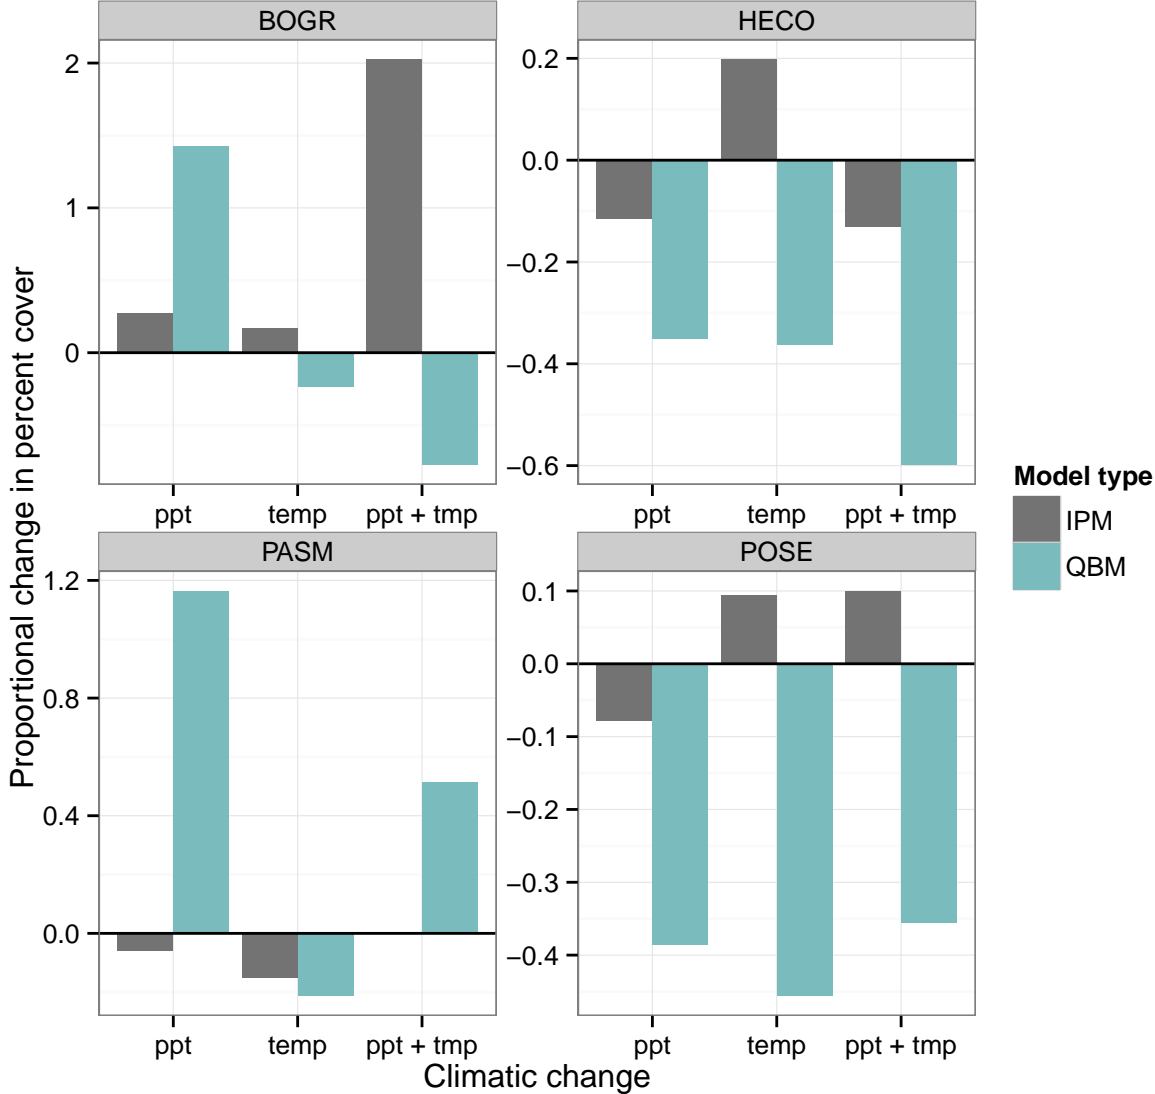 BOGR
HECO
2
1
0
0.2
0.0
−0.2
−0.4
−0.6
ppt
temp
ppt + tmp
ppt
temp
ppt + tmp
PASM
POSE
1.2
0.8
0.4
0.0
0.1
0.0
−0.1
−0.2
−0.3
−0.4
ppt
temp
ppt + tmp
ppt
temp
ppt + tmp
Climatic change
Proportional change in percent cover
Model type
IPM
QBM